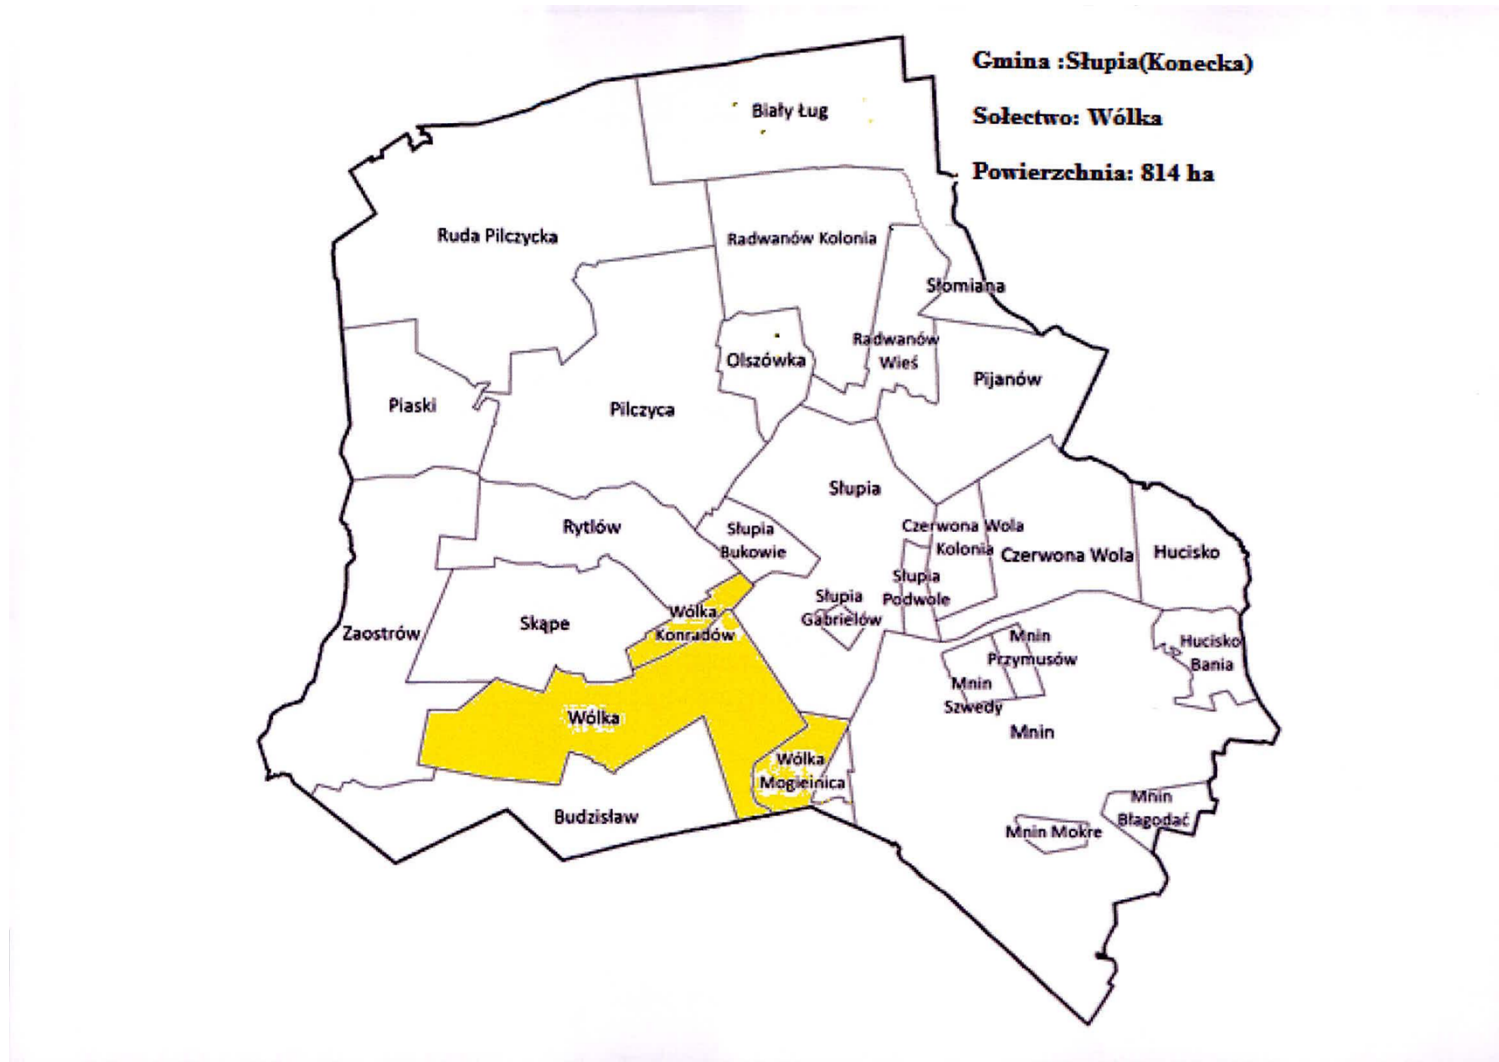 Gmina :Słupia(Konecka)
Sołectwo: Wólka
Powierzchnia: 814 ha
Biały Ług
Ruda Pilczycka
Radwanów Kolonia
Słomiana
Radwanów
Wieś
Olszówka
Pijanów
Piaski
Pilczyca
Słupia
Rytlów
Słupia
Bukowie
Czerwona Wola
Kolonia
Czerwona Wola
Hucisko
Słupia
Podwole
Słupia
Gabrielów
Wólka
Konradów
Skąpe
Zaostrów
Mnin
Przymusów
Hucisko
Bania
Mnin
Szwedy
Wólka
Mnin
Wólka
Mogielnica
Budzisław
Mnin
Błagodać
Mnin Mokre